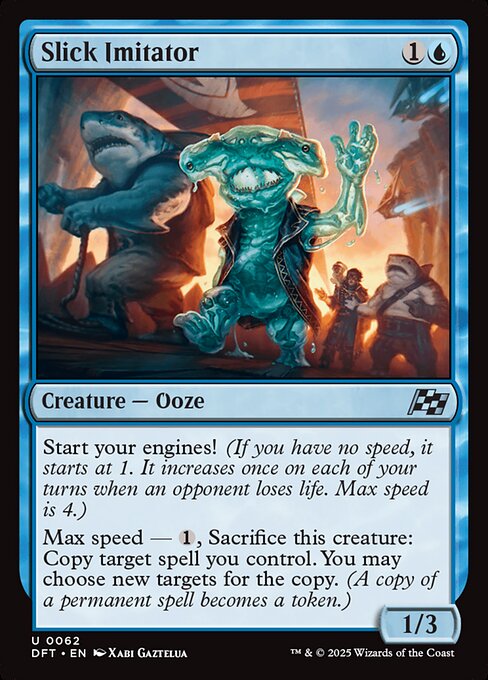 Slick Imitator 1
Creature — Ooze
Start your engines! (If you have no speed, it
starts at 1. It increases once on each of your
turns when an opponent loses life. Max speed
is 4.)
Max speed — 1, Sacrifice this creature:
Copy target spell you control. You may
choose new targets for the copy. (A copy of
a permanent spell becomes a token.)
1/3
U 0062
DFT • EN Xabi Gaztelua
™ & © 2025 Wizards of the Coast